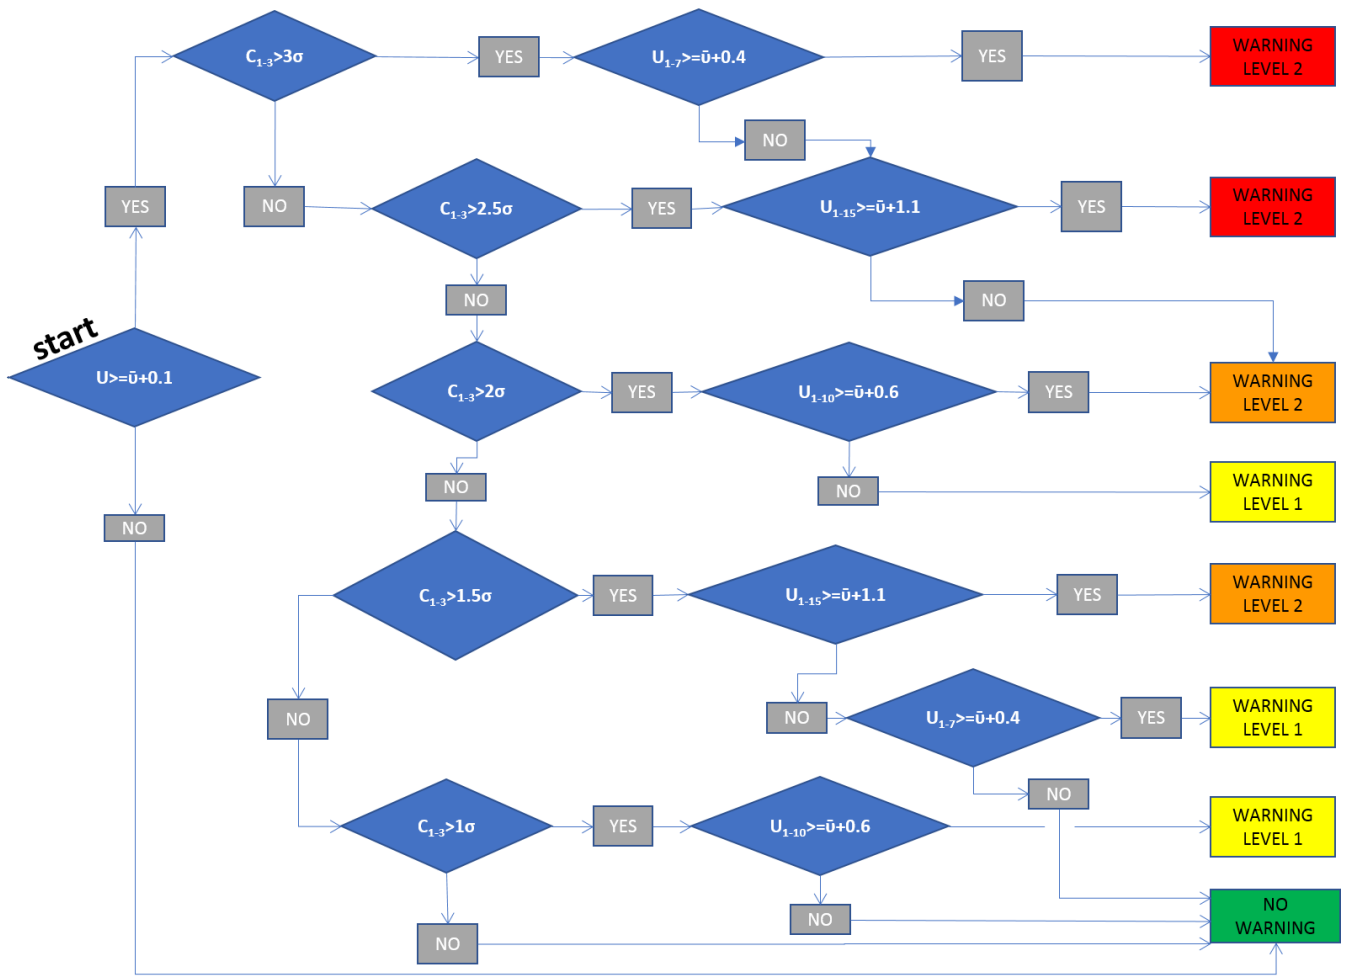 C₁₋₃>3σ
YES
U₁₋₇>=ῡ+0.4
YES
WARNING
LEVEL 2
NO
YES
NO
C₁₋₃>2.5σ
YES
U₁₋₁₅>=ῡ+1.1
YES
WARNING
LEVEL 2
NO
NO
start
U>=ῡ+0.1
C₁₋₃>2σ
YES
U₁₋₁₀>=ῡ+0.6
YES
WARNING
LEVEL 2
NO
NO
WARNING
LEVEL 1
NO
C₁₋₃>1.5σ
YES
U₁₋₁₅>=ῡ+1.1
YES
WARNING
LEVEL 2
NO
NO
U₁₋₇>=ῡ+0.4
YES
WARNING
LEVEL 1
NO
C₁₋₃>1σ
YES
U₁₋₁₀>=ῡ+0.6
WARNING
LEVEL 1
NO
NO
NO
WARNING